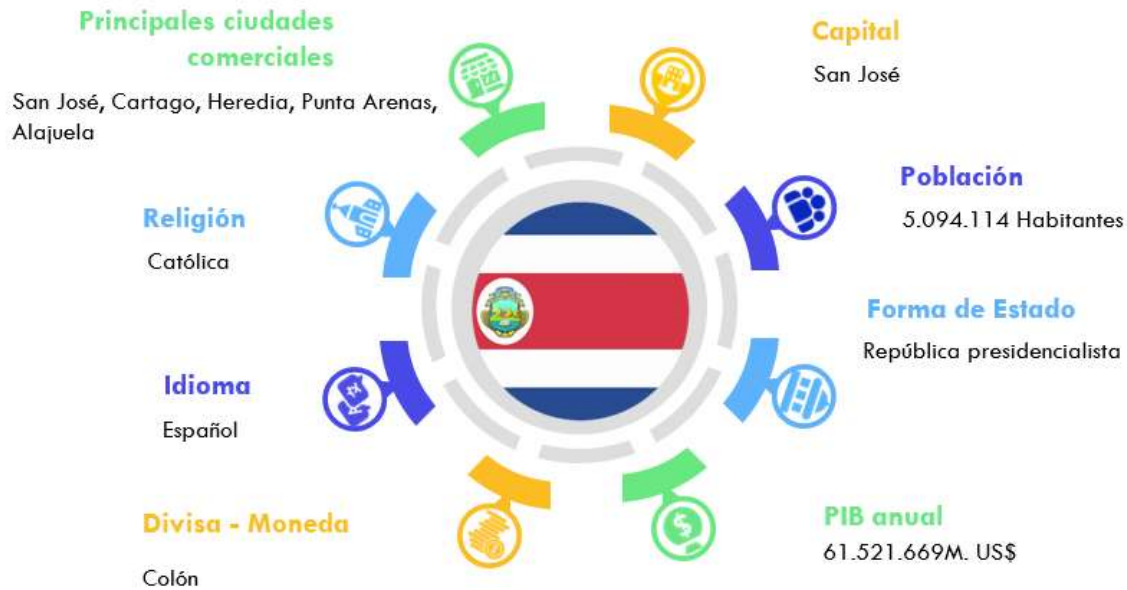 Principales ciudades
comerciales
San José, Cartago, Heredia, Punta Arenas,
Alajuela
Capital
San José
Religión
Católica
Población
5.094.114 Habitantes
Idioma
Español
Forma de Estado
República presidencialista
Divisa - Moneda
Colón
PIB anual
61.521.669M. US$